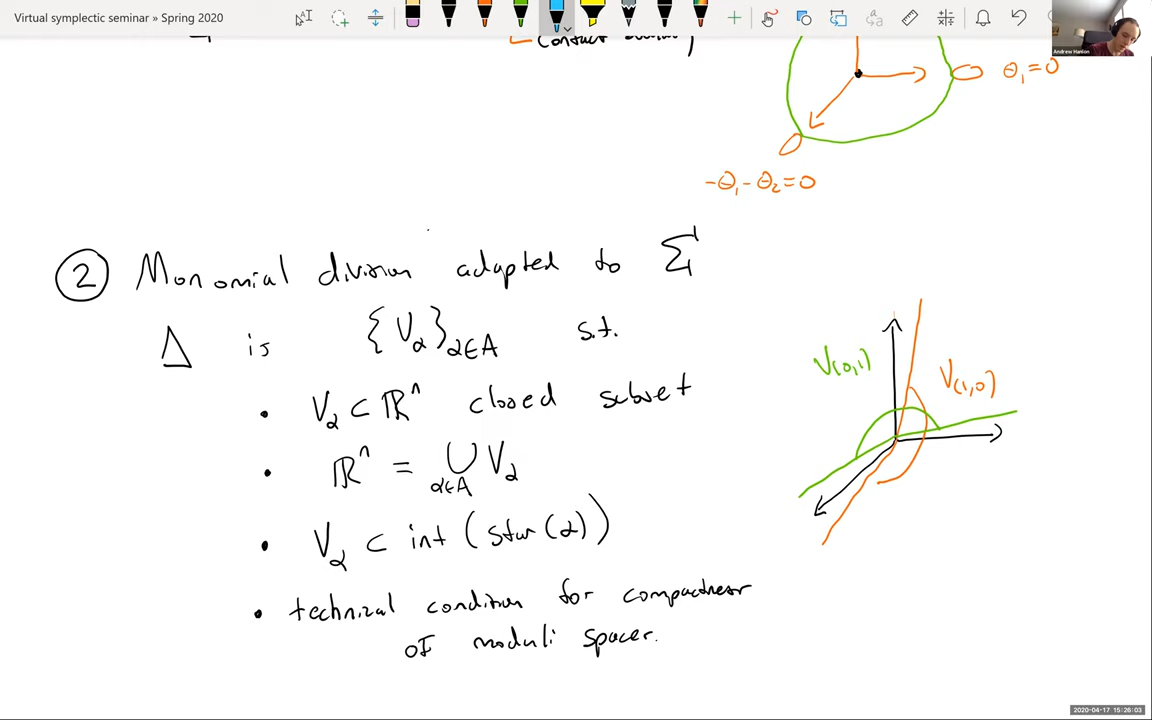 Virtual symplectic seminar » Spring 2020
Andrew Hanlon
θ₁=0
-θ₁-θ₂=0
② Monomial division adapted to Σ
Δ is {V_α}_{α∈A} s.t.
V_(0,1)
V_(1,0)
• V_α ⊂ ℝⁿ closed subset
• ℝⁿ = ∪_{α∈A} V_α
• V_α ⊂ int(star(α))
• technical condition for compactness
of moduli spaces.
2020-04-17 15:26:03